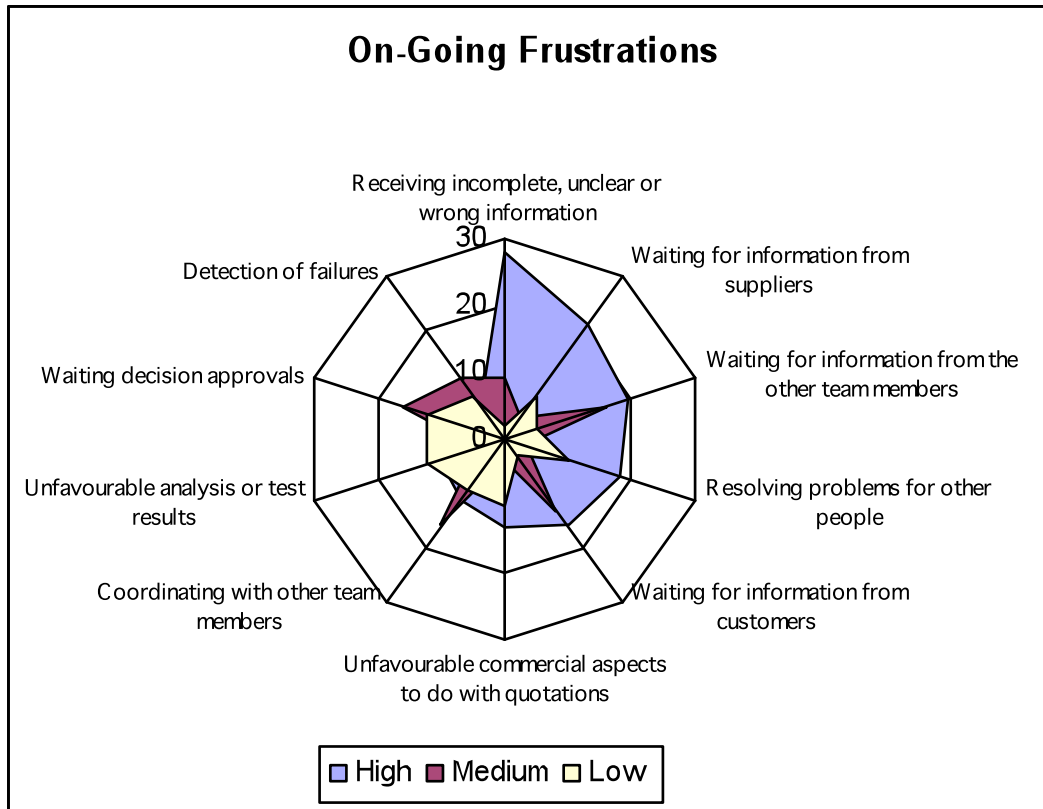 On-Going Frustrations
Receiving incomplete, unclear or
wrong information
30
Waiting for information from
suppliers
Detection of failures
20
Waiting for information from the
other team members
Waiting decision approvals
10
0
Unfavourable analysis or test
results
Resolving problems for other
people
Coordinating with other team
members
Waiting for information from
customers
Unfavourable commercial aspects
to do with quotations
High Medium Low